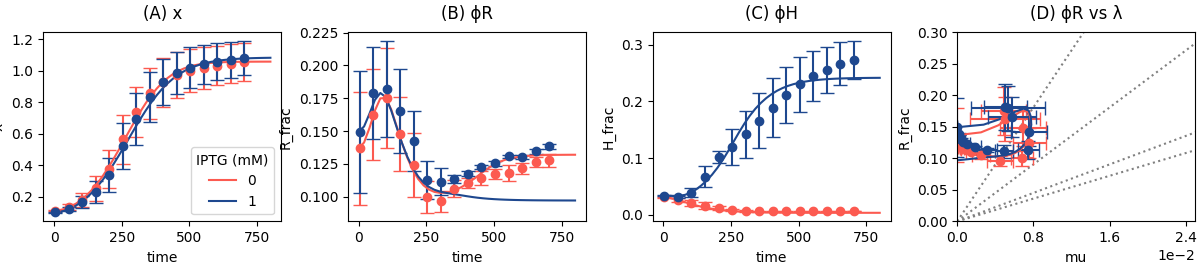 (A) x
(B) ϕR
(C) ϕH
(D) ϕR vs λ
1.2
1.0
0.8
0.6
0.4
0.2
x
0
250
500
750
time
IPTG (mM)
0
1
0.225
0.200
0.175
0.150
0.125
0.100
R_frac
0
250
500
750
time
0.3
0.2
0.1
0.0
H_frac
0
250
500
750
time
0.30
0.25
0.20
0.15
0.10
0.05
0.00
R_frac
0.0
0.8
1.6
2.4
1e−2
mu